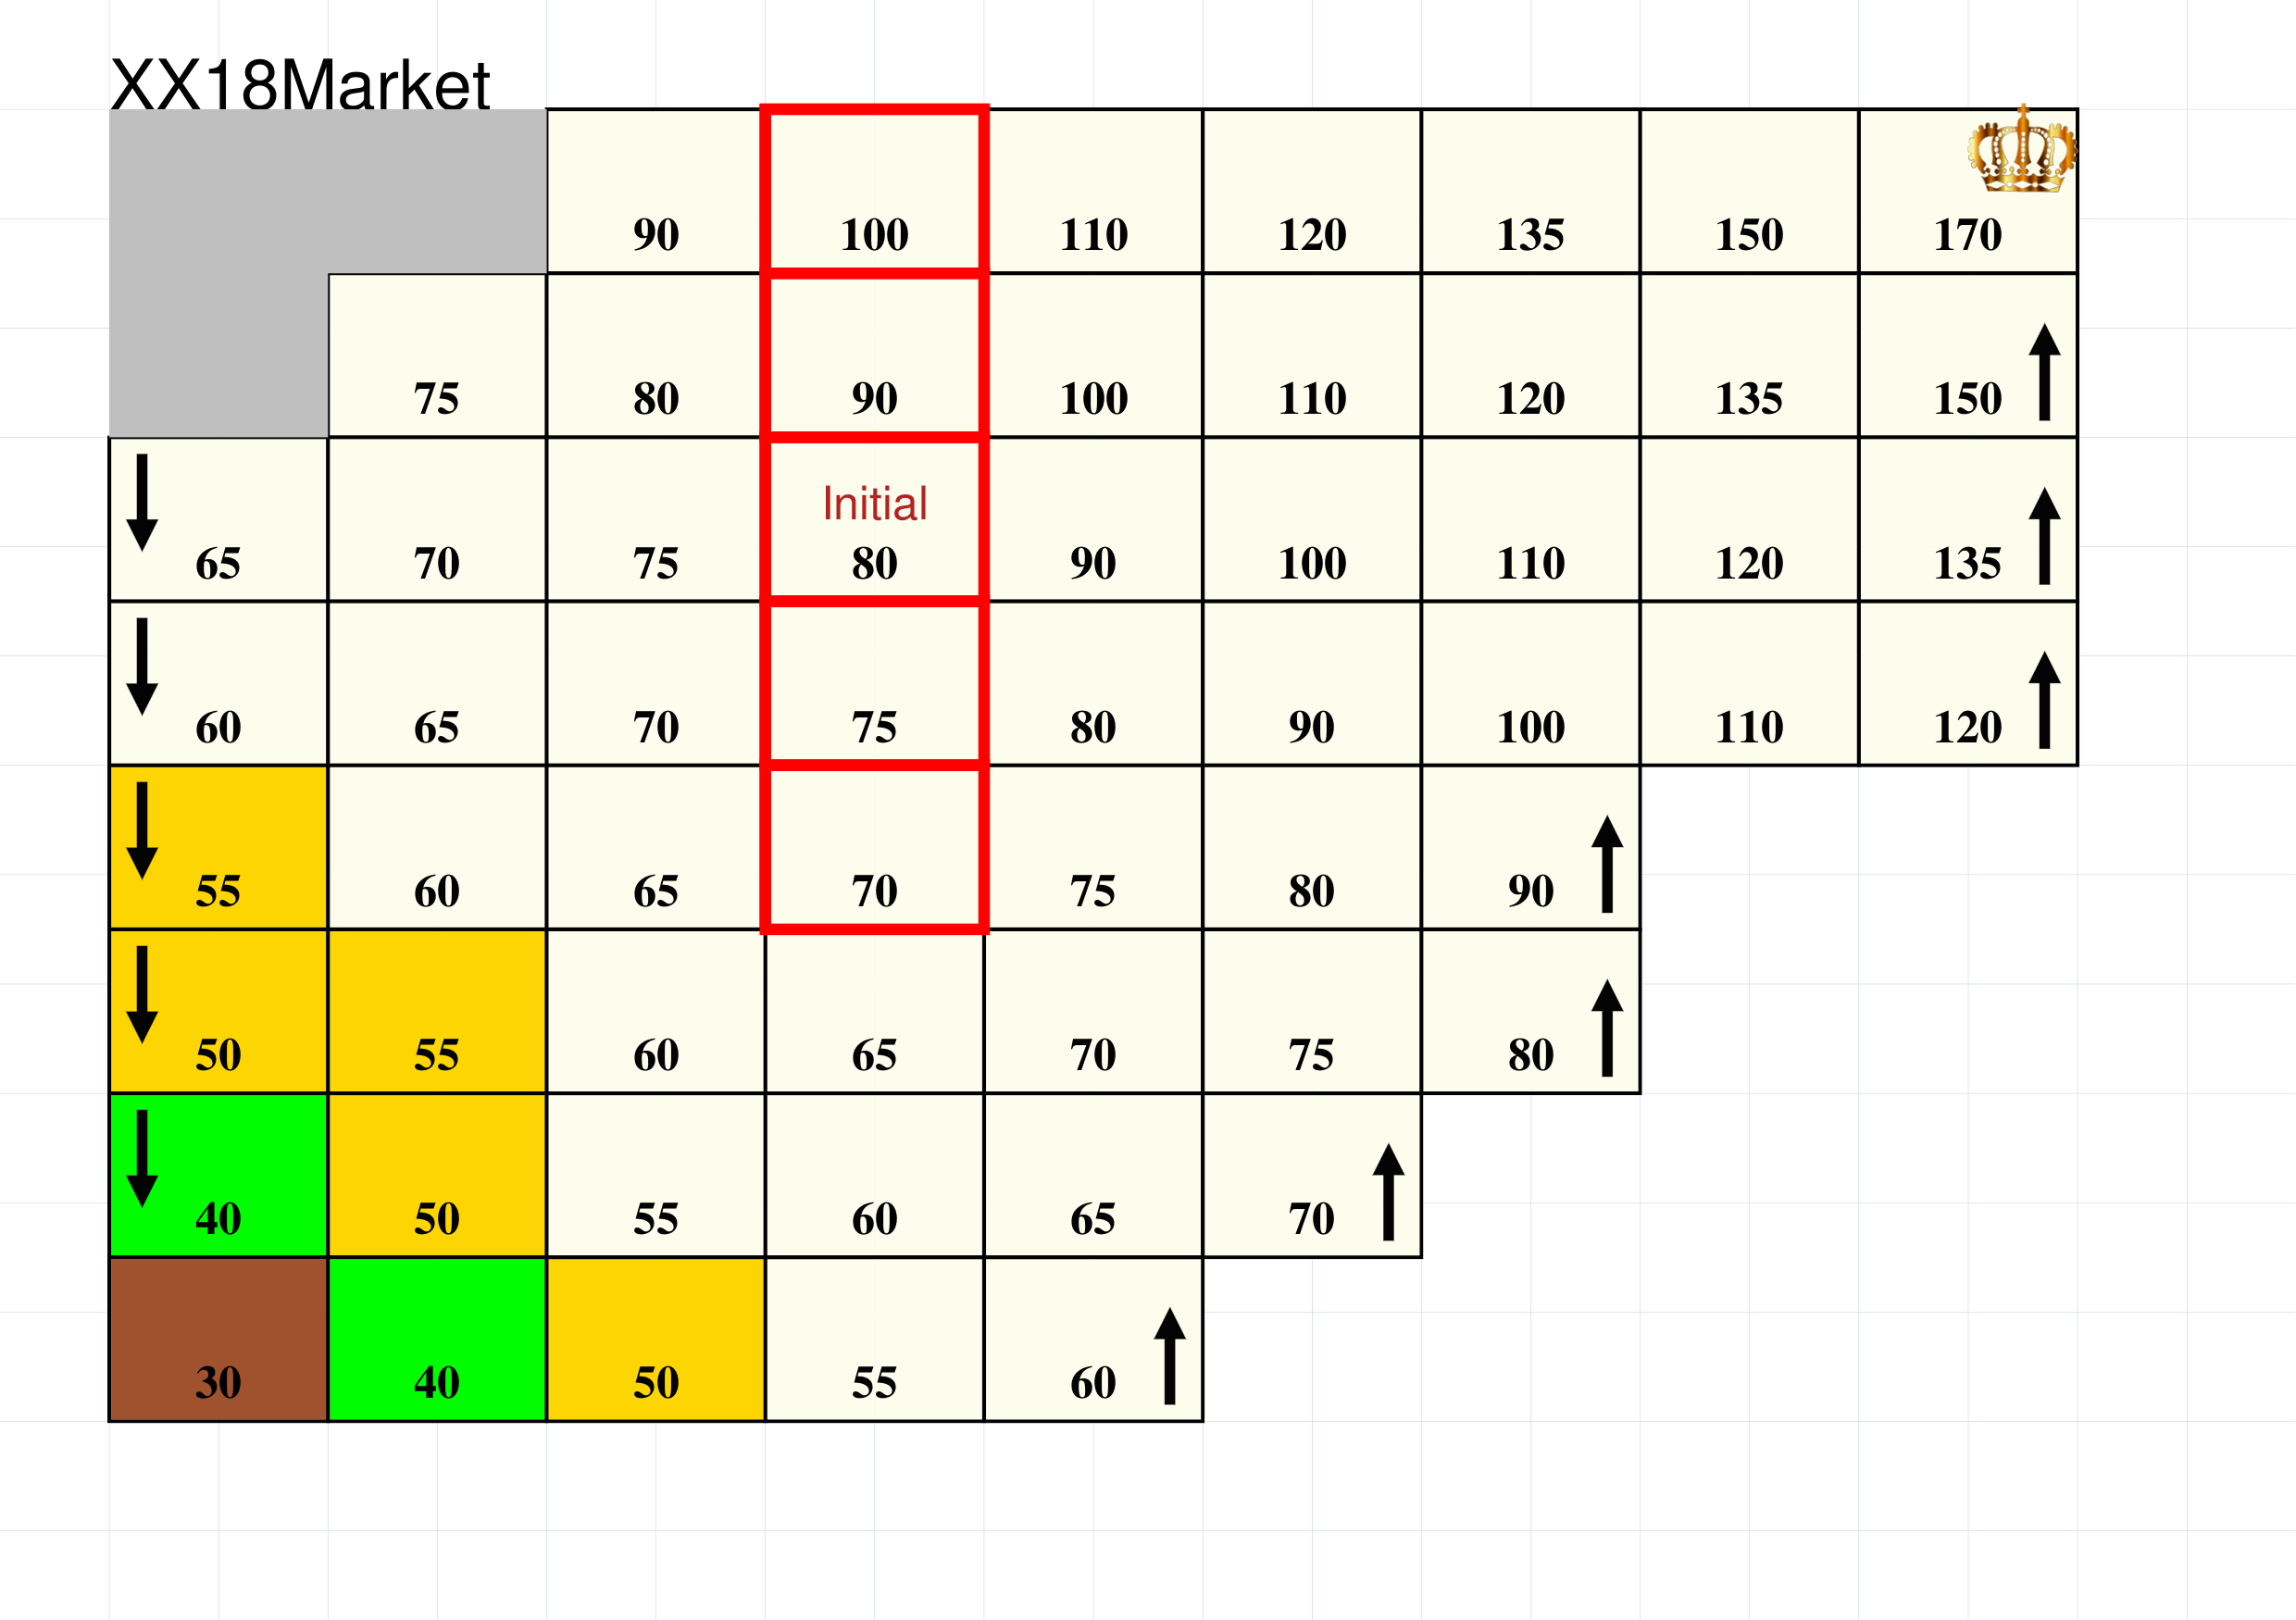 XX18Market
90 100 110 120 135 150 170
75 80 90 100 110 120 135 150
Initial
65 70 75 80 90 100 110 120 135
60 65 70 75 80 90 100 110 120
55 60 65 70 75 80 90
50 55 60 65 70 75 80
40 50 55 60 65 70
30 40 50 55 60